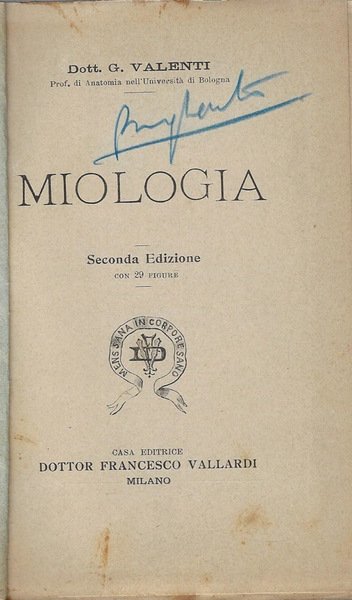 Dott. G. VALENTI
Prof. di Anatomia nell'Università di Bologna
MIOLOGIA
Seconda Edizione
CON 29 FIGURE
MENS SANA IN CORPORE SANO
CASA EDITRICE
DOTTOR FRANCESCO VALLARDI
MILANO